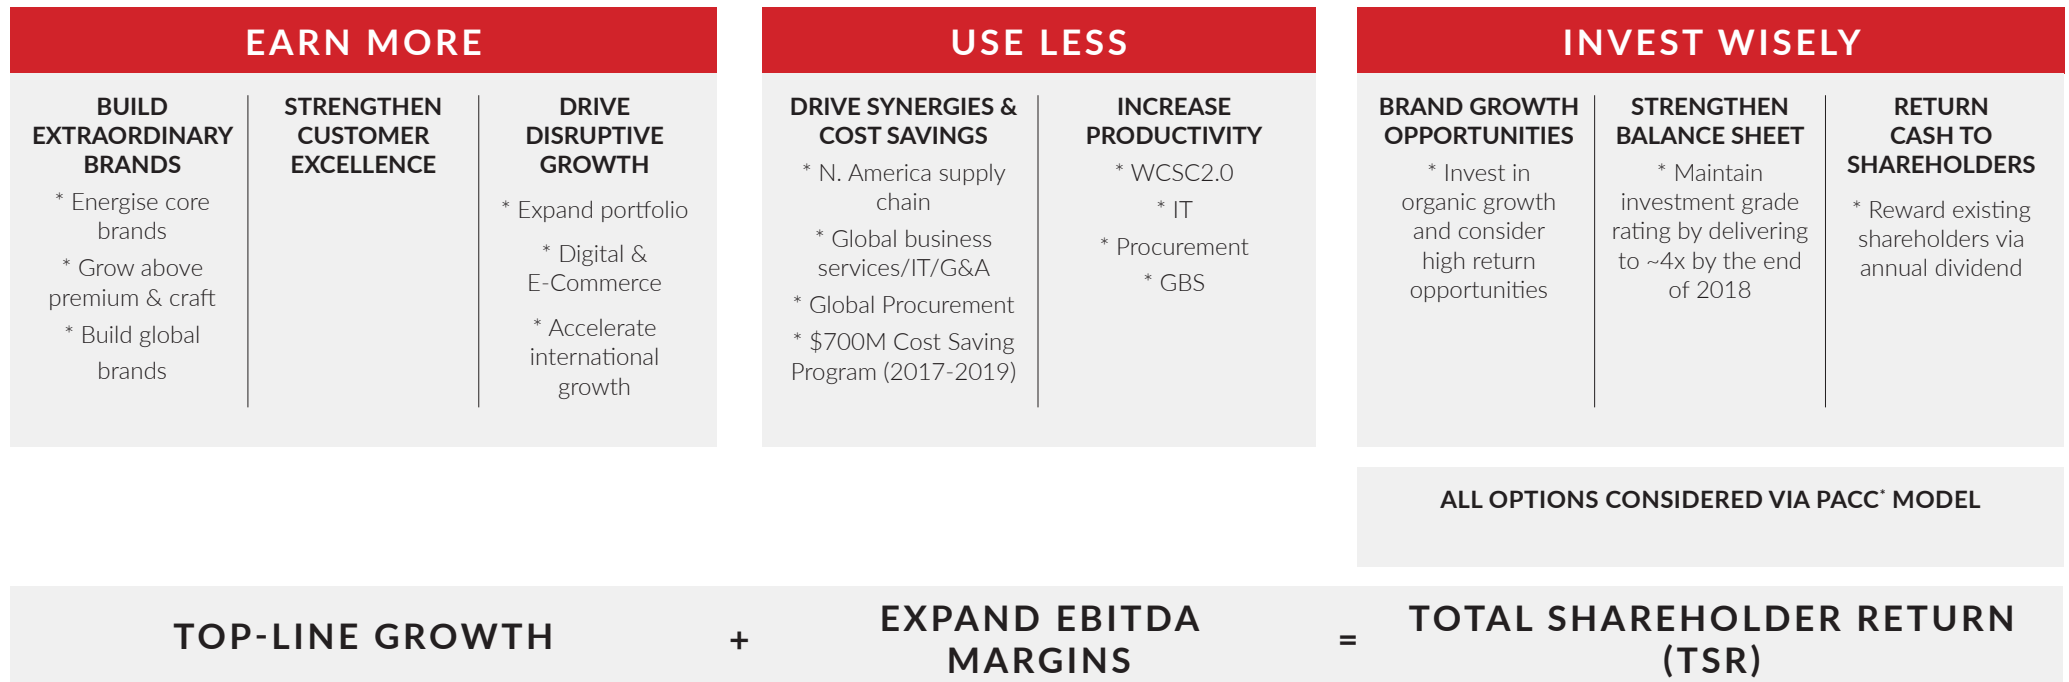 EARN MORE
BUILD
EXTRAORDINARY
BRANDS
* Energise core
brands
* Grow above
premium & craft
* Build global
brands
STRENGTHEN
CUSTOMER
EXCELLENCE
DRIVE
DISRUPTIVE
GROWTH
* Expand portfolio
* Digital &
E-Commerce
* Accelerate
international
growth
USE LESS
DRIVE SYNERGIES &
COST SAVINGS
* N. America supply
chain
* Global business
services/IT/G&A
* Global Procurement
* $700M Cost Saving
Program (2017-2019)
INCREASE
PRODUCTIVITY
* WCSC2.0
* IT
* Procurement
* GBS
INVEST WISELY
BRAND GROWTH
OPPORTUNITIES
* Invest in
organic growth
and consider
high return
opportunities
STRENGTHEN
BALANCE SHEET
* Maintain
investment grade
rating by delivering
to ~4x by the end
of 2018
RETURN
CASH TO
SHAREHOLDERS
* Reward existing
shareholders via
annual dividend
ALL OPTIONS CONSIDERED VIA PACC* MODEL
TOP-LINE GROWTH
+
EXPAND EBITDA
MARGINS
=
TOTAL SHAREHOLDER RETURN
(TSR)